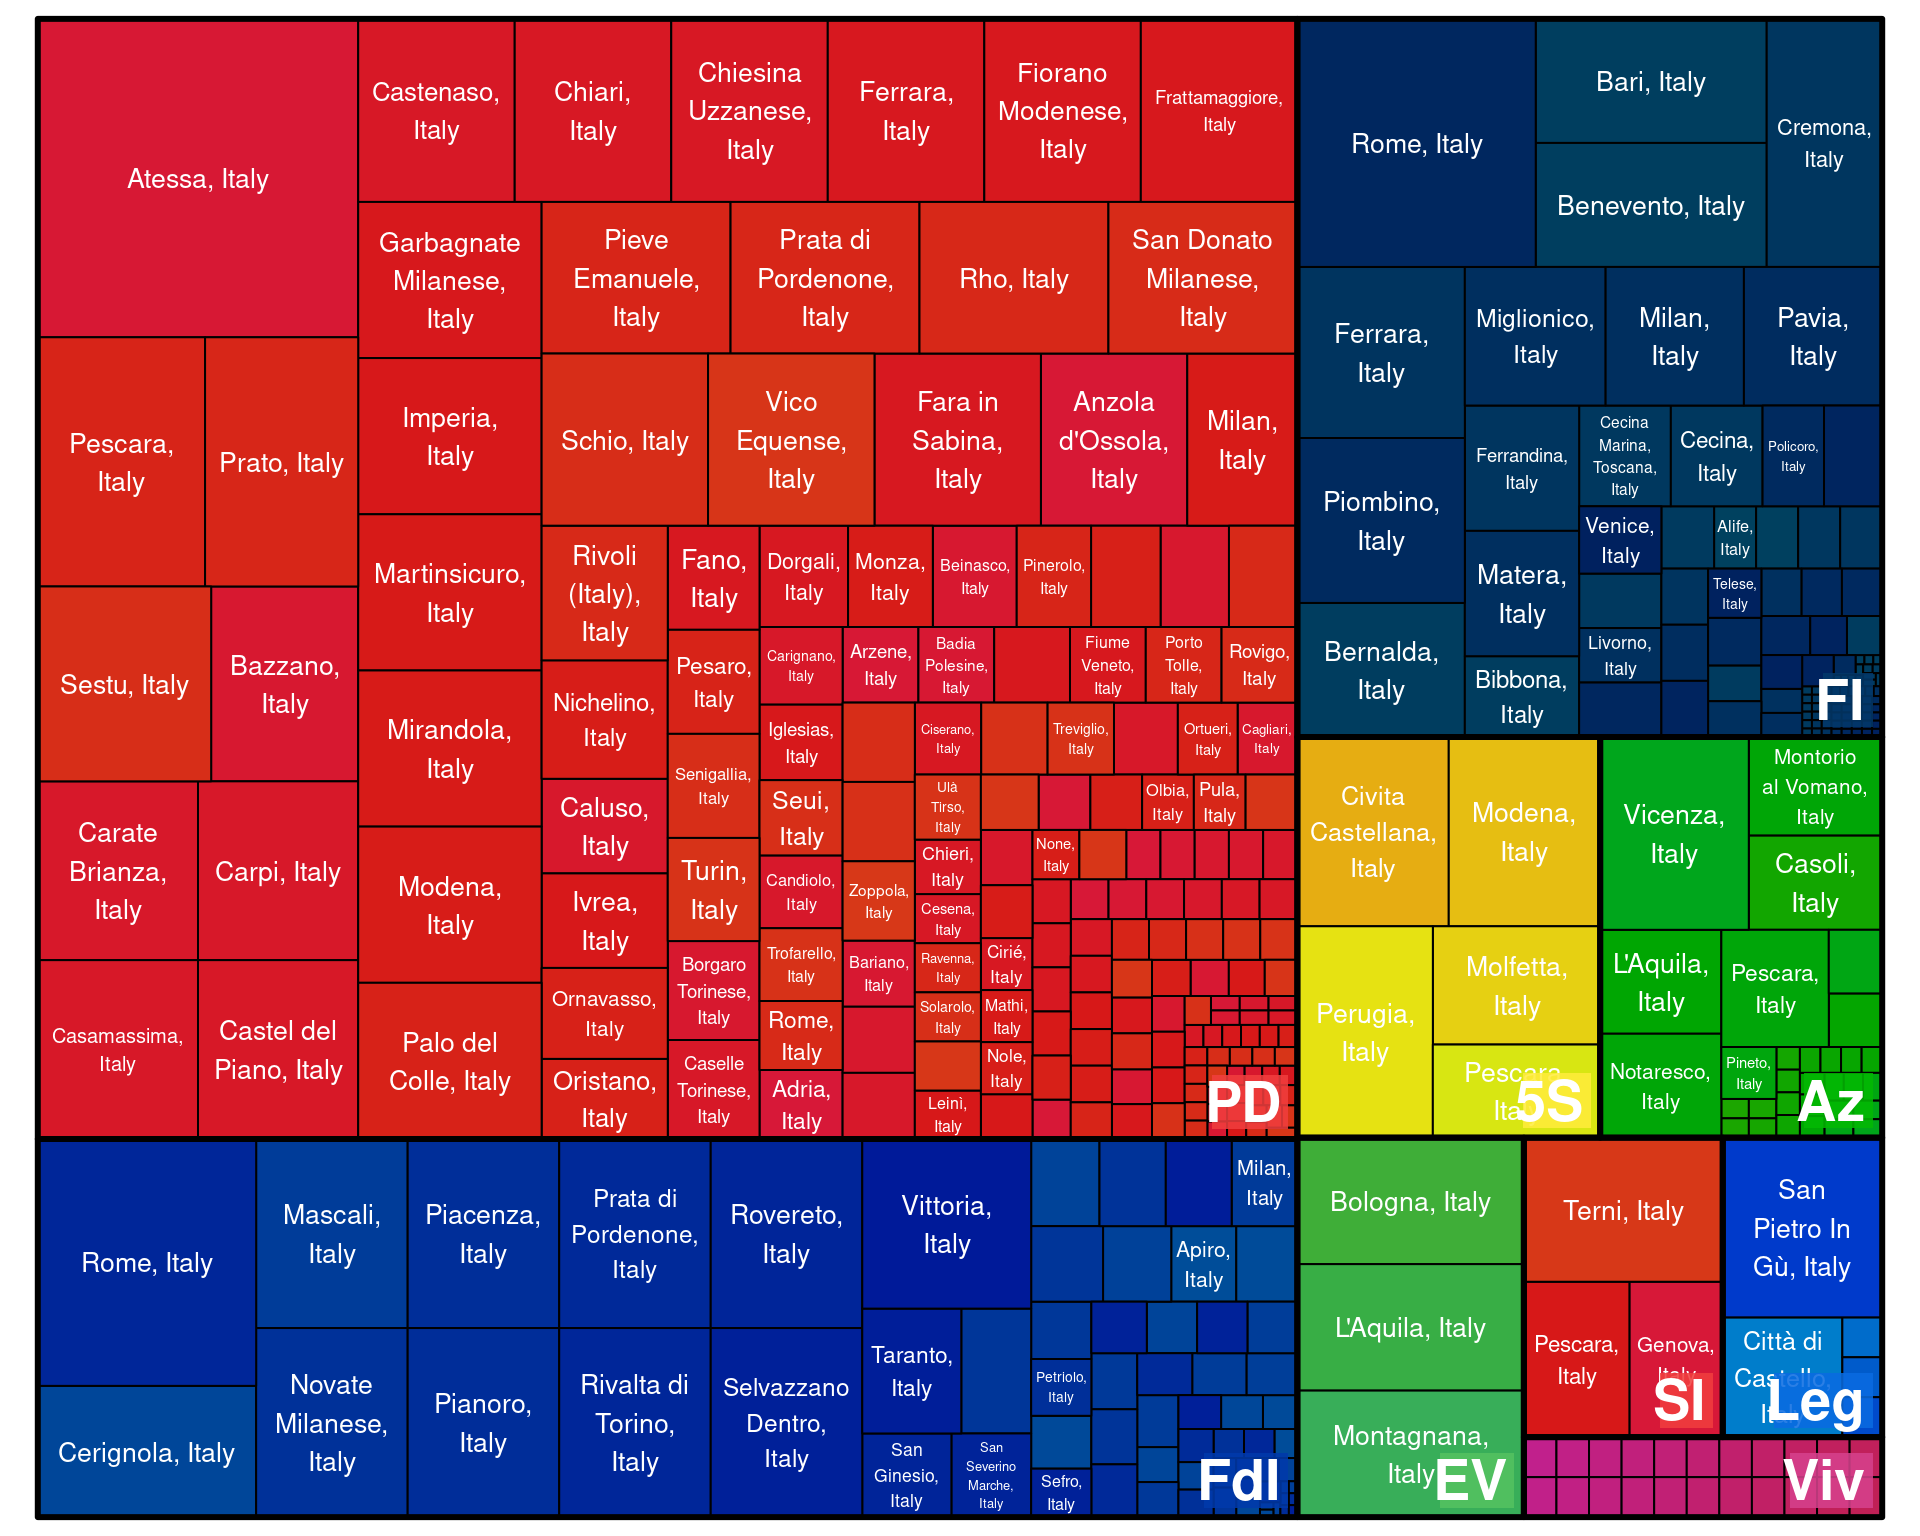 Atessa, Italy
Castenaso,
Italy
Chiari,
Italy
Chiesina
Uzzanese,
Italy
Ferrara,
Italy
Fiorano
Modenese,
Italy
Frattamaggiore,
Italy
Garbagnate
Milanese,
Italy
Pieve
Emanuele,
Italy
Prata di
Pordenone,
Italy
Rho, Italy
San Donato
Milanese,
Italy
Pescara,
Italy
Prato, Italy
Imperia,
Italy
Schio, Italy
Vico
Equense,
Italy
Fara in
Sabina,
Italy
Anzola
d'Ossola,
Italy
Milan,
Italy
Martinsicuro,
Italy
Rivoli
(Italy),
Italy
Fano,
Italy
Dorgali,
Italy
Monza,
Italy
Beinasco,
Italy
Pinerolo,
Italy
Sestu, Italy
Bazzano,
Italy
Mirandola,
Italy
Nichelino,
Italy
Pesaro,
Italy
Carignano,
Italy
Arzene,
Italy
Badia
Polesine,
Italy
Fiume
Veneto,
Italy
Porto
Tolle,
Italy
Rovigo,
Italy
Iglesias,
Italy
Ciserano,
Italy
Treviglio,
Italy
Ortueri,
Italy
Cagliari,
Italy
Senigallia,
Italy
Seui,
Italy
Ulà
Tirso,
Italy
Olbia,
Italy
Pula,
Italy
Carate
Brianza,
Italy
Carpi, Italy
Modena,
Italy
Caluso,
Italy
Turin,
Italy
Candiolo,
Italy
Zoppola,
Italy
Chieri,
Italy
None,
Italy
Ivrea,
Italy
Cesena,
Italy
Borgaro
Torinese,
Italy
Trofarello,
Italy
Bariano,
Italy
Ravenna,
Italy
Cirié,
Italy
Casamassima,
Italy
Castel del
Piano, Italy
Palo del
Colle, Italy
Ornavasso,
Italy
Rome,
Italy
Solarolo,
Italy
Mathi,
Italy
Oristano,
Italy
Caselle
Torinese,
Italy
Adria,
Italy
Nole,
Italy
Leinì,
Italy
PD
Rome, Italy
Bari, Italy
Benevento, Italy
Cremona,
Italy
Ferrara,
Italy
Miglionico,
Italy
Milan,
Italy
Pavia,
Italy
Piombino,
Italy
Ferrandina,
Italy
Cecina
Marina,
Toscana,
Italy
Cecina,
Italy
Policoro,
Italy
Matera,
Italy
Venice,
Italy
Alife,
Italy
Telese,
Italy
Bernalda,
Italy
Bibbona,
Italy
Livorno,
Italy
FI
Civita
Castellana,
Italy
Modena,
Italy
Perugia,
Italy
Molfetta,
Italy
Pescara,
5S
Vicenza,
Italy
Montorio
al Vomano,
Italy
Casoli,
Italy
L'Aquila,
Italy
Pescara,
Italy
Notaresco,
Italy
Pineto,
Italy
Az
Rome, Italy
Mascali,
Italy
Piacenza,
Italy
Prata di
Pordenone,
Italy
Rovereto,
Italy
Vittoria,
Italy
Milan,
Italy
Apiro,
Italy
Cerignola, Italy
Novate
Milanese,
Italy
Pianoro,
Italy
Rivalta di
Torino,
Italy
Selvazzano
Dentro,
Italy
Taranto,
Italy
Petriolo,
Italy
San
Ginesio,
Italy
San
Severino
Marche,
Italy
Sefro,
Italy
FdI
Bologna, Italy
L'Aquila, Italy
Montagnana,
Italy
EV
Terni, Italy
Pescara,
Italy
Genova,
Italy
SI
San
Pietro In
Gù, Italy
Città di
Castello,
Leg
Viv